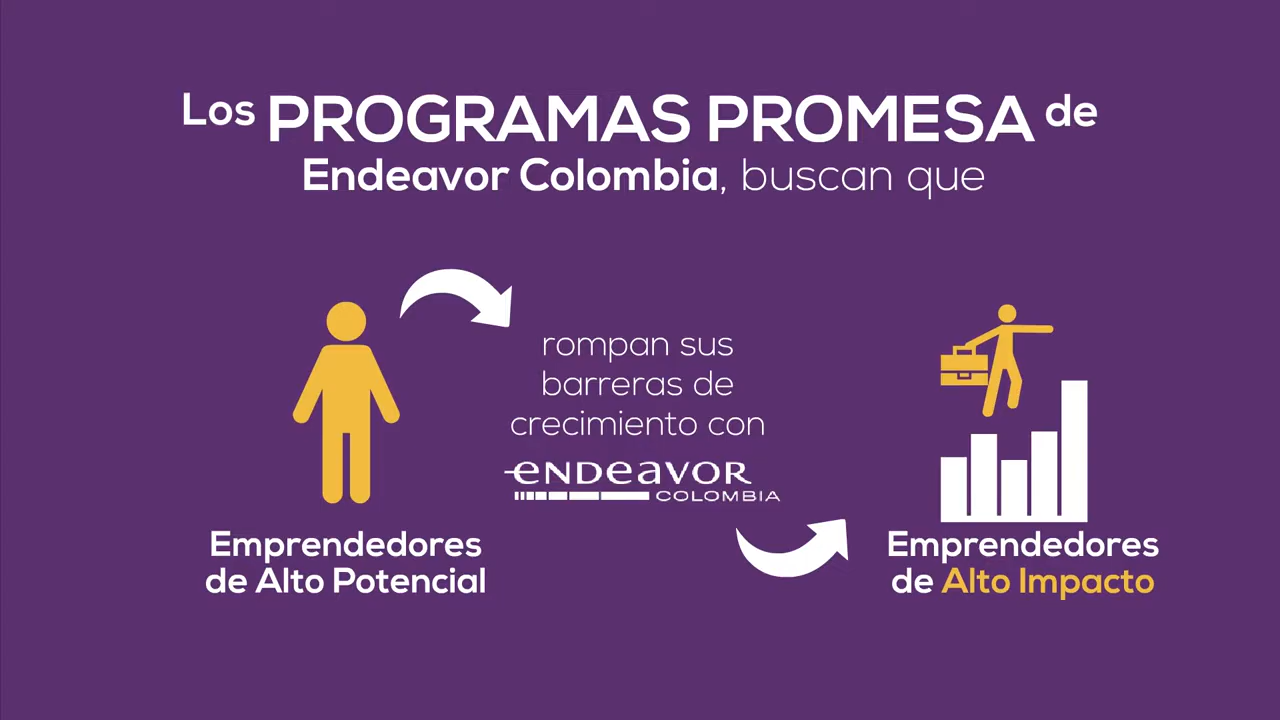 Los PROGRAMAS PROMESA de
Endeavor Colombia, buscan que
rompan sus
barreras de
crecimiento con
enDeaVOR
COLOMBIA
Emprendedores
de Alto Potencial
Emprendedores
de Alto Impacto